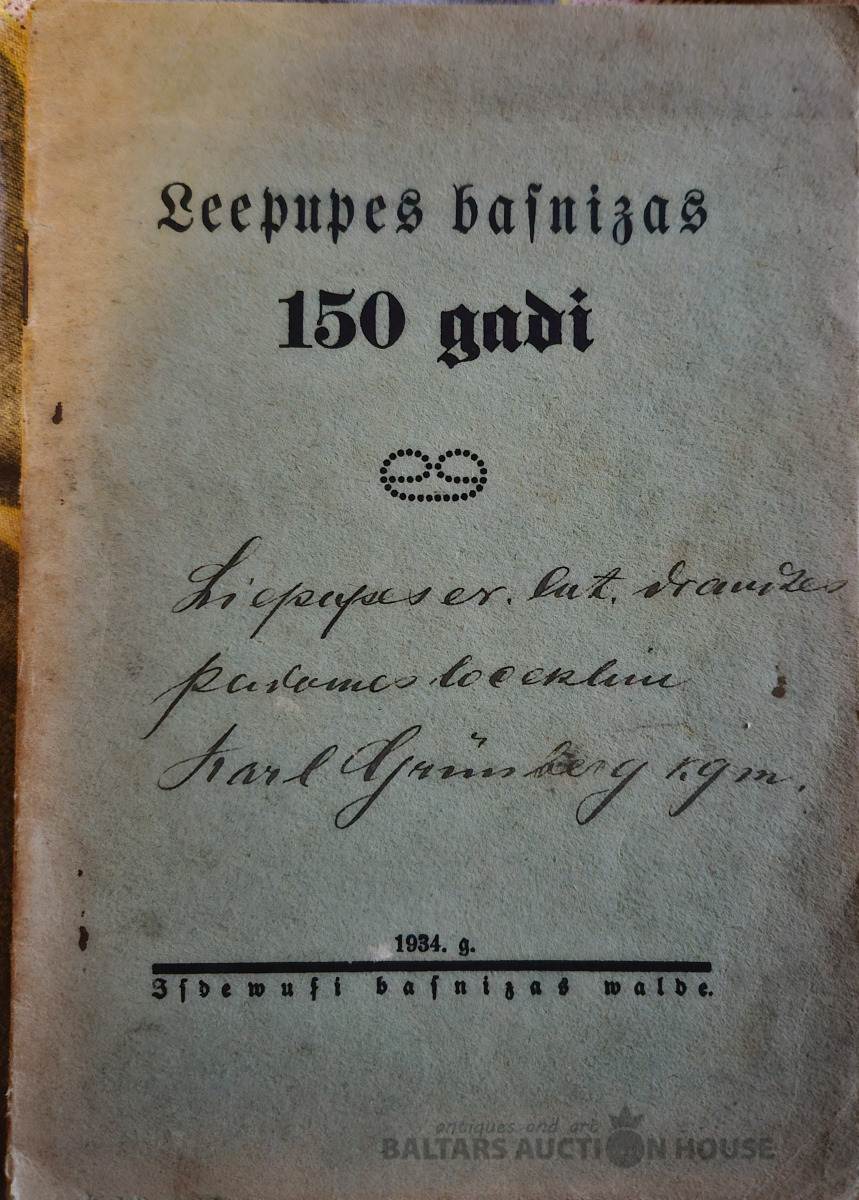 Leepupes baſnizas
150 gadi
Liepupes ev. lut. draudzes
padomes loceklim
Karl Grünberg kgm.
1934. g.
Iſdewuſi baſnizas walde.
antiques and art
BALTARS AUCTION HOUSE